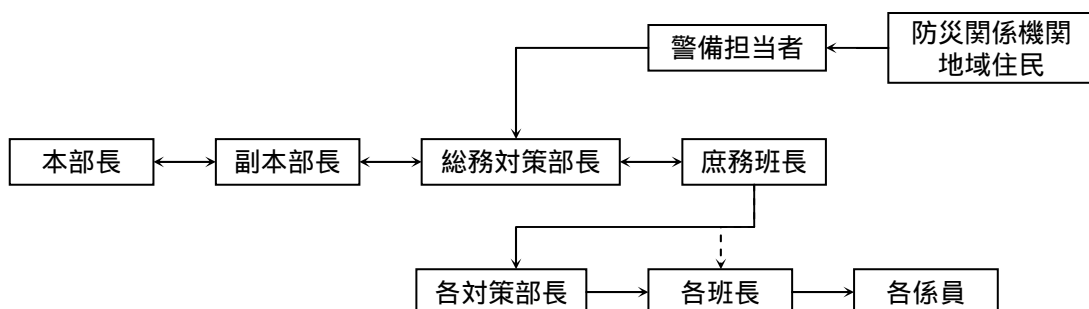 警備担当者
防災関係機関
地域住民
本部長
副本部長
総務対策部長
庶務班長
各対策部長
各班長
各係員